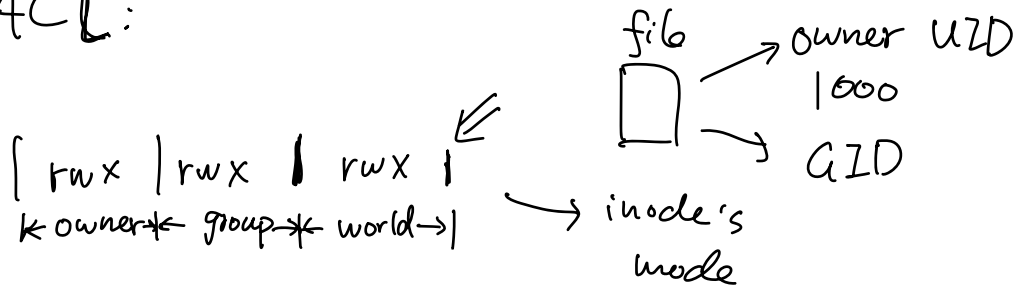 ACL:
file
owner UID
1000
GID
| rwx | rwx | rwx |
owner group world
inode's
mode